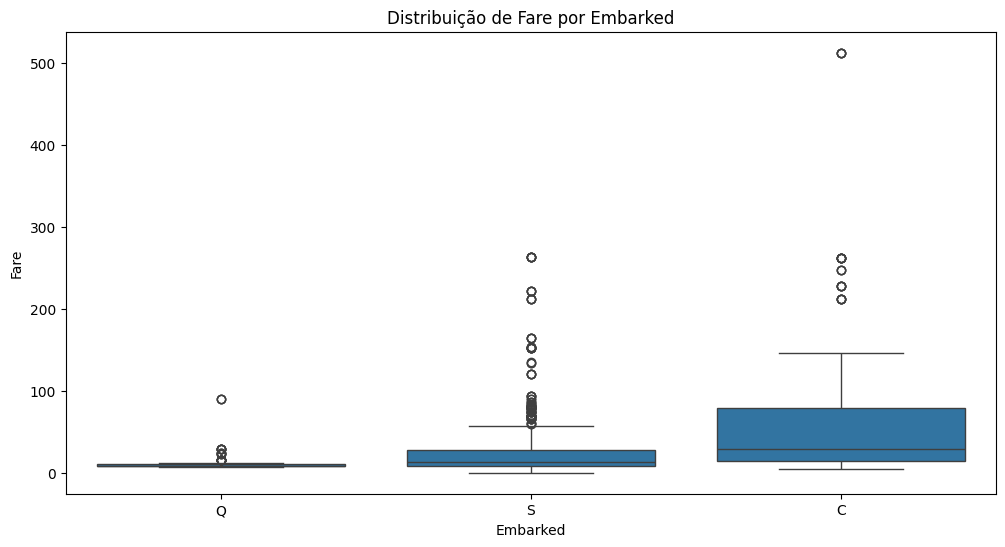 Distribuição de Fare por Embarked
500
400
300
200
100
0
Fare
Q
S
C
Embarked